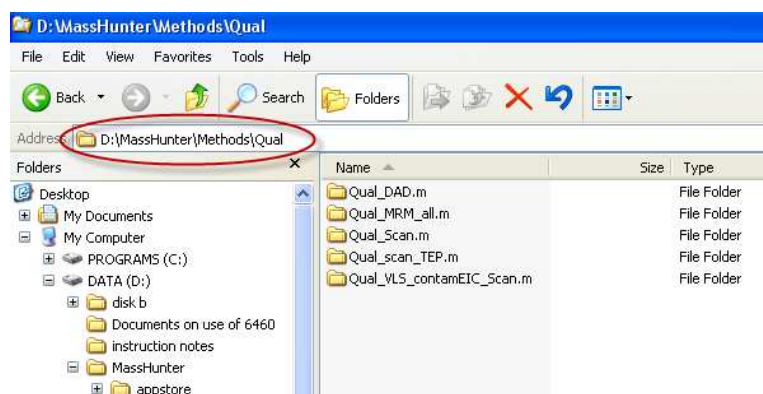 D:\MassHunter\Methods\Qual
File Edit View Favorites Tools Help
Back Search Folders
Address D:\MassHunter\Methods\Qual
Folders
Desktop
My Documents
My Computer
PROGRAMS (C:)
DATA (D:)
disk b
Documents on use of 6460
instruction notes
MassHunter
appstore
Name Size Type
Qual_DAD.m File Folder
Qual_MRM_all.m File Folder
Qual_Scan.m File Folder
Qual_scan_TEP.m File Folder
Qual_VLS_contamEIC_Scan.m File Folder